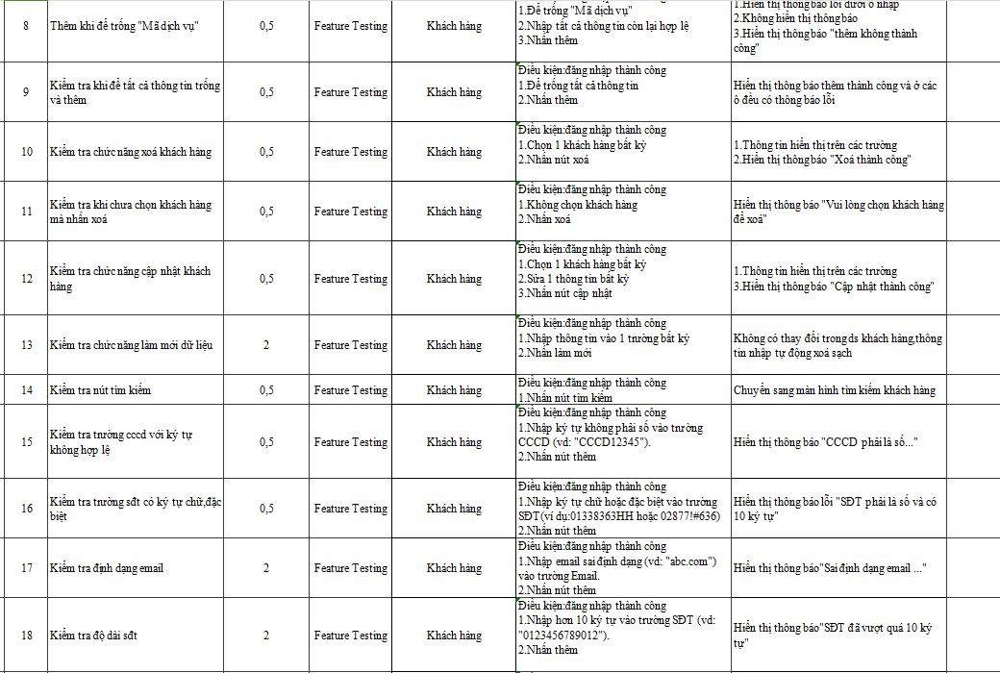 8
Thêm khi để trống "Mã dịch vụ"
0,5
Feature Testing
Khách hàng
1.Để trống "Mã dịch vụ"
2.Nhập tất cả thông tin còn lại hợp lệ
3.Nhấn thêm
1.Hiển thị thông báo lỗi dưới ô nhập
2.Không hiển thị thông báo
3.Hiển thị thông báo "thêm không thành
công"
9
Kiểm tra khi để tất cả thông tin trống
và thêm
0,5
Feature Testing
Khách hàng
Điều kiện:đăng nhập thành công
1.Để trống tất cả thông tin
2.Nhấn thêm
Hiển thị thông báo thêm thành công và ở các
ô đều có thông báo lỗi
10
Kiểm tra chức năng xoá khách hàng
0,5
Feature Testing
Khách hàng
Điều kiện:đăng nhập thành công
1.Chọn 1 khách hàng bất kỳ
2.Nhấn nút xoá
1.Thông tin hiển thị trên các trường
2.Hiển thị thông báo "Xoá thành công"
11
Kiểm tra khi chưa chọn khách hàng
mà nhấn xoá
0,5
Feature Testing
Khách hàng
Điều kiện:đăng nhập thành công
1.Không chọn khách hàng
2.Nhấn xoá
Hiển thị thông báo "Vui lòng chọn khách hàng
để xoá"
12
Kiểm tra chức năng cập nhật khách
hàng
0,5
Feature Testing
Khách hàng
Điều kiện:đăng nhập thành công
1.Chọn 1 khách hàng bất kỳ
2.Sửa 1 thông tin bất kỳ
3.Nhấn nút cập nhật
1.Thông tin hiển thị trên các trường
3.Hiển thị thông báo "Cập nhật thành công"
13
Kiểm tra chức năng làm mới dữ liệu
2
Feature Testing
Khách hàng
Điều kiện:đăng nhập thành công
1.Nhập thông tin vào 1 trường bất kỳ
2.Nhấn làm mới
Không có thay đổi trong ds khách hàng,thông
tin nhập tự động xoá sạch
14
Kiểm tra nút tìm kiếm
0,5
Feature Testing
Khách hàng
Điều kiện:đăng nhập thành công
1.Nhấn nút tìm kiếm
Chuyển sang màn hình tìm kiếm khách hàng
15
Kiểm tra trường cccd với ký tự
không hợp lệ
0,5
Feature Testing
Khách hàng
Điều kiện:đăng nhập thành công
1.Nhập ký tự không phải số vào trường
CCCD (vd: "CCCD12345").
2.Nhấn nút thêm
Hiển thị thông báo "CCCD phải là số..."
16
Kiểm tra trường sđt có ký tự chữ,đặc
biệt
0,5
Feature Testing
Khách hàng
Điều kiện:đăng nhập thành công
1.Nhập ký tự chữ hoặc đặc biệt vào trường
SĐT(ví dụ:01338363HH hoặc 02877!#636)
2.Nhấn nút thêm
Hiển thị thông báo lỗi "SĐT phải là số và có
10 ký tự"
17
Kiểm tra định dạng email
2
Feature Testing
Khách hàng
Điều kiện:đăng nhập thành công
1.Nhập email sai định dạng (vd: "abc.com")
vào trường Email.
2.Nhấn nút thêm
Hiển thị thông báo"Sai định dạng email ..."
18
Kiểm tra độ dài sđt
2
Feature Testing
Khách hàng
Điều kiện:đăng nhập thành công
1.Nhập hơn 10 ký tự vào trường SĐT (vd:
"0123456789012").
2.Nhấn thêm
Hiển thị thông báo"SĐT đã vượt quá 10 ký
tự"